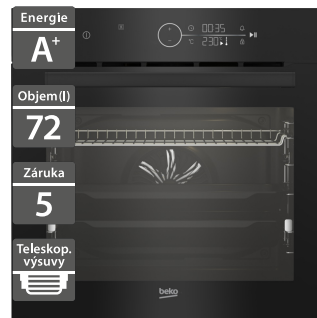 Energie
A+
Objem(l)
72
Záruka
5
Teleskop.
výsuvy
00:35
°C 230
beko